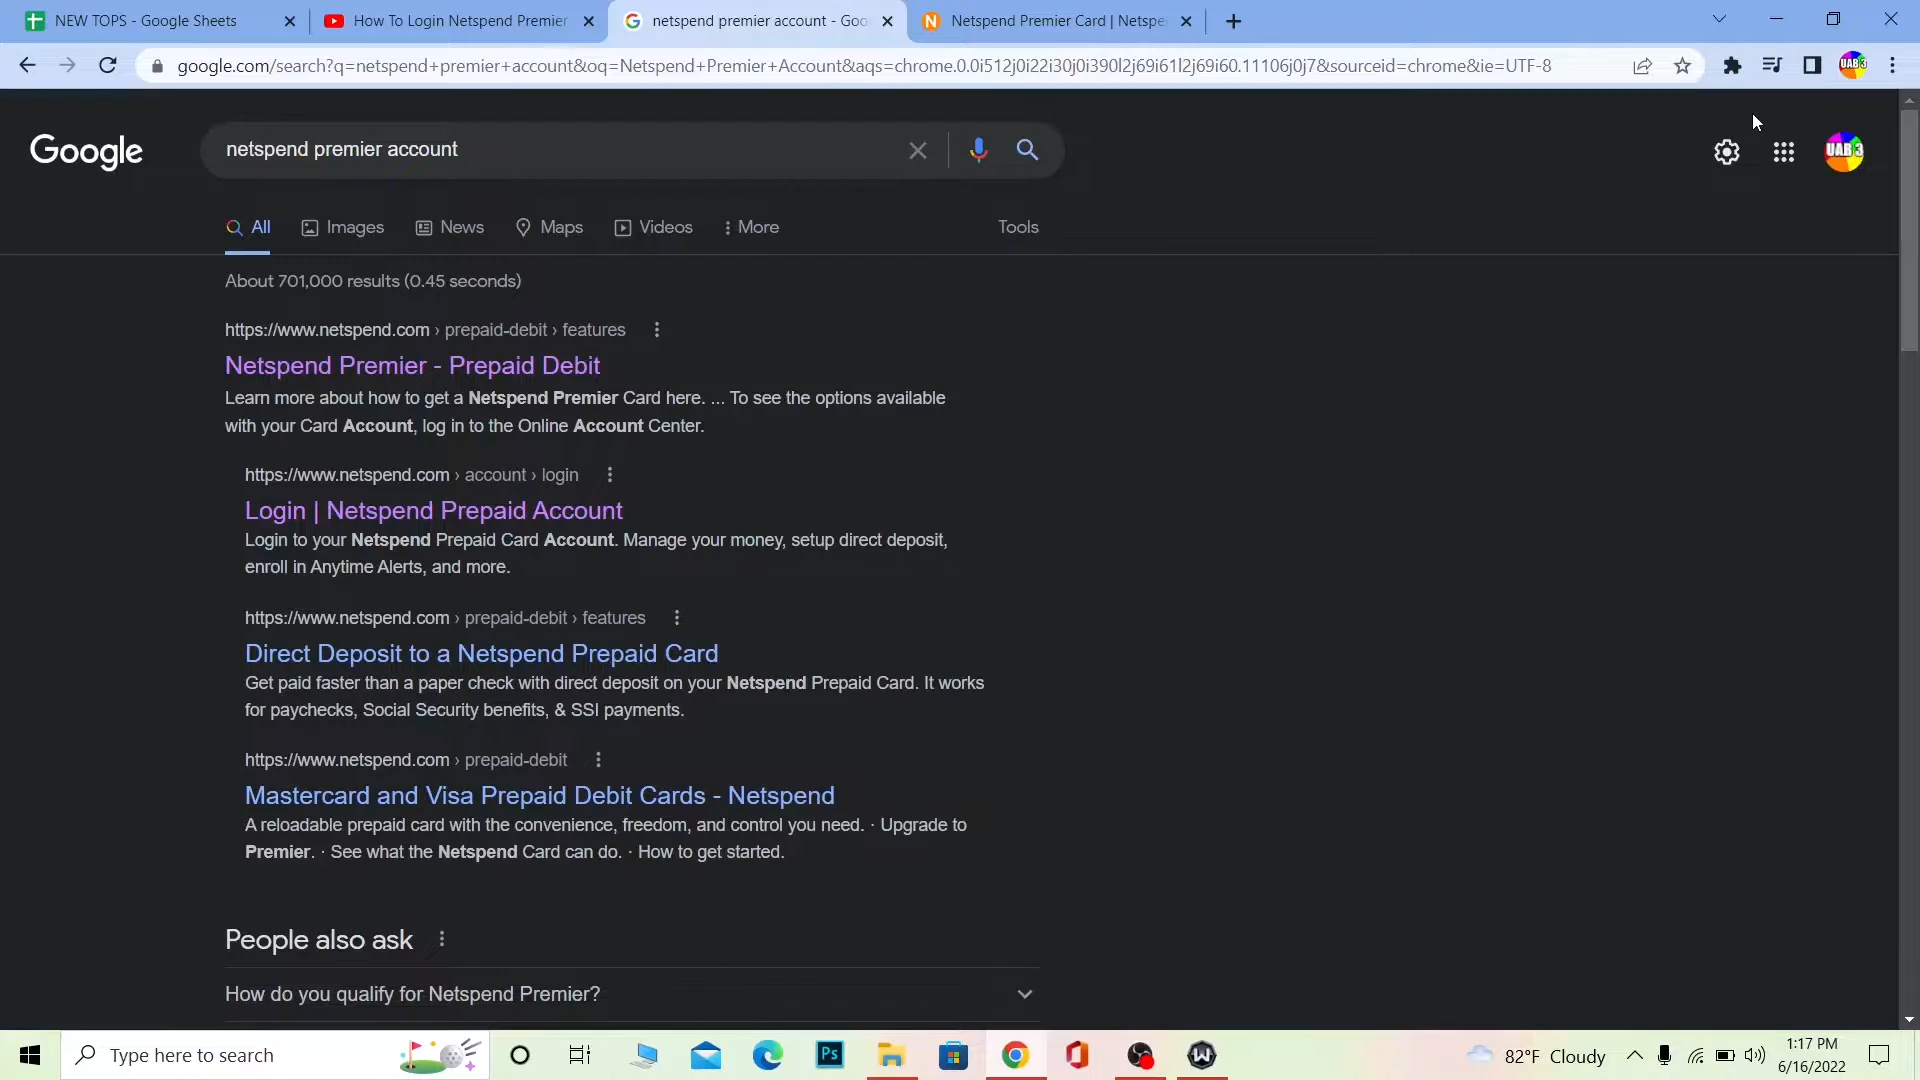 NEW TOPS - Google Sheets
How To Login Netspend Premier
netspend premier account - Goo
Netspend Premier Card | Netspe
google.com/search?q=netspend+premier+account&oq=Netspend+Premier+Account&aqs=chrome.0.0i512j0i22i30j0i390l2j69i61l2j69i60.11106j0j7&sourceid=chrome&ie=UTF-8
UAB 3
Google
netspend premier account
UAB 3
All Images News Maps Videos More Tools
About 701,000 results (0.45 seconds)
https://www.netspend.com › prepaid-debit › features
Netspend Premier - Prepaid Debit
Learn more about how to get a Netspend Premier Card here. ... To see the options available
with your Card Account, log in to the Online Account Center.
https://www.netspend.com › account › login
Login | Netspend Prepaid Account
Login to your Netspend Prepaid Card Account. Manage your money, setup direct deposit,
enroll in Anytime Alerts, and more.
https://www.netspend.com › prepaid-debit › features
Direct Deposit to a Netspend Prepaid Card
Get paid faster than a paper check with direct deposit on your Netspend Prepaid Card. It works
for paychecks, Social Security benefits, & SSI payments.
https://www.netspend.com › prepaid-debit
Mastercard and Visa Prepaid Debit Cards - Netspend
A reloadable prepaid card with the convenience, freedom, and control you need. · Upgrade to
Premier. · See what the Netspend Card can do. · How to get started.
People also ask
How do you qualify for Netspend Premier?
Type here to search
Ps
82°F Cloudy
1:17 PM
6/16/2022